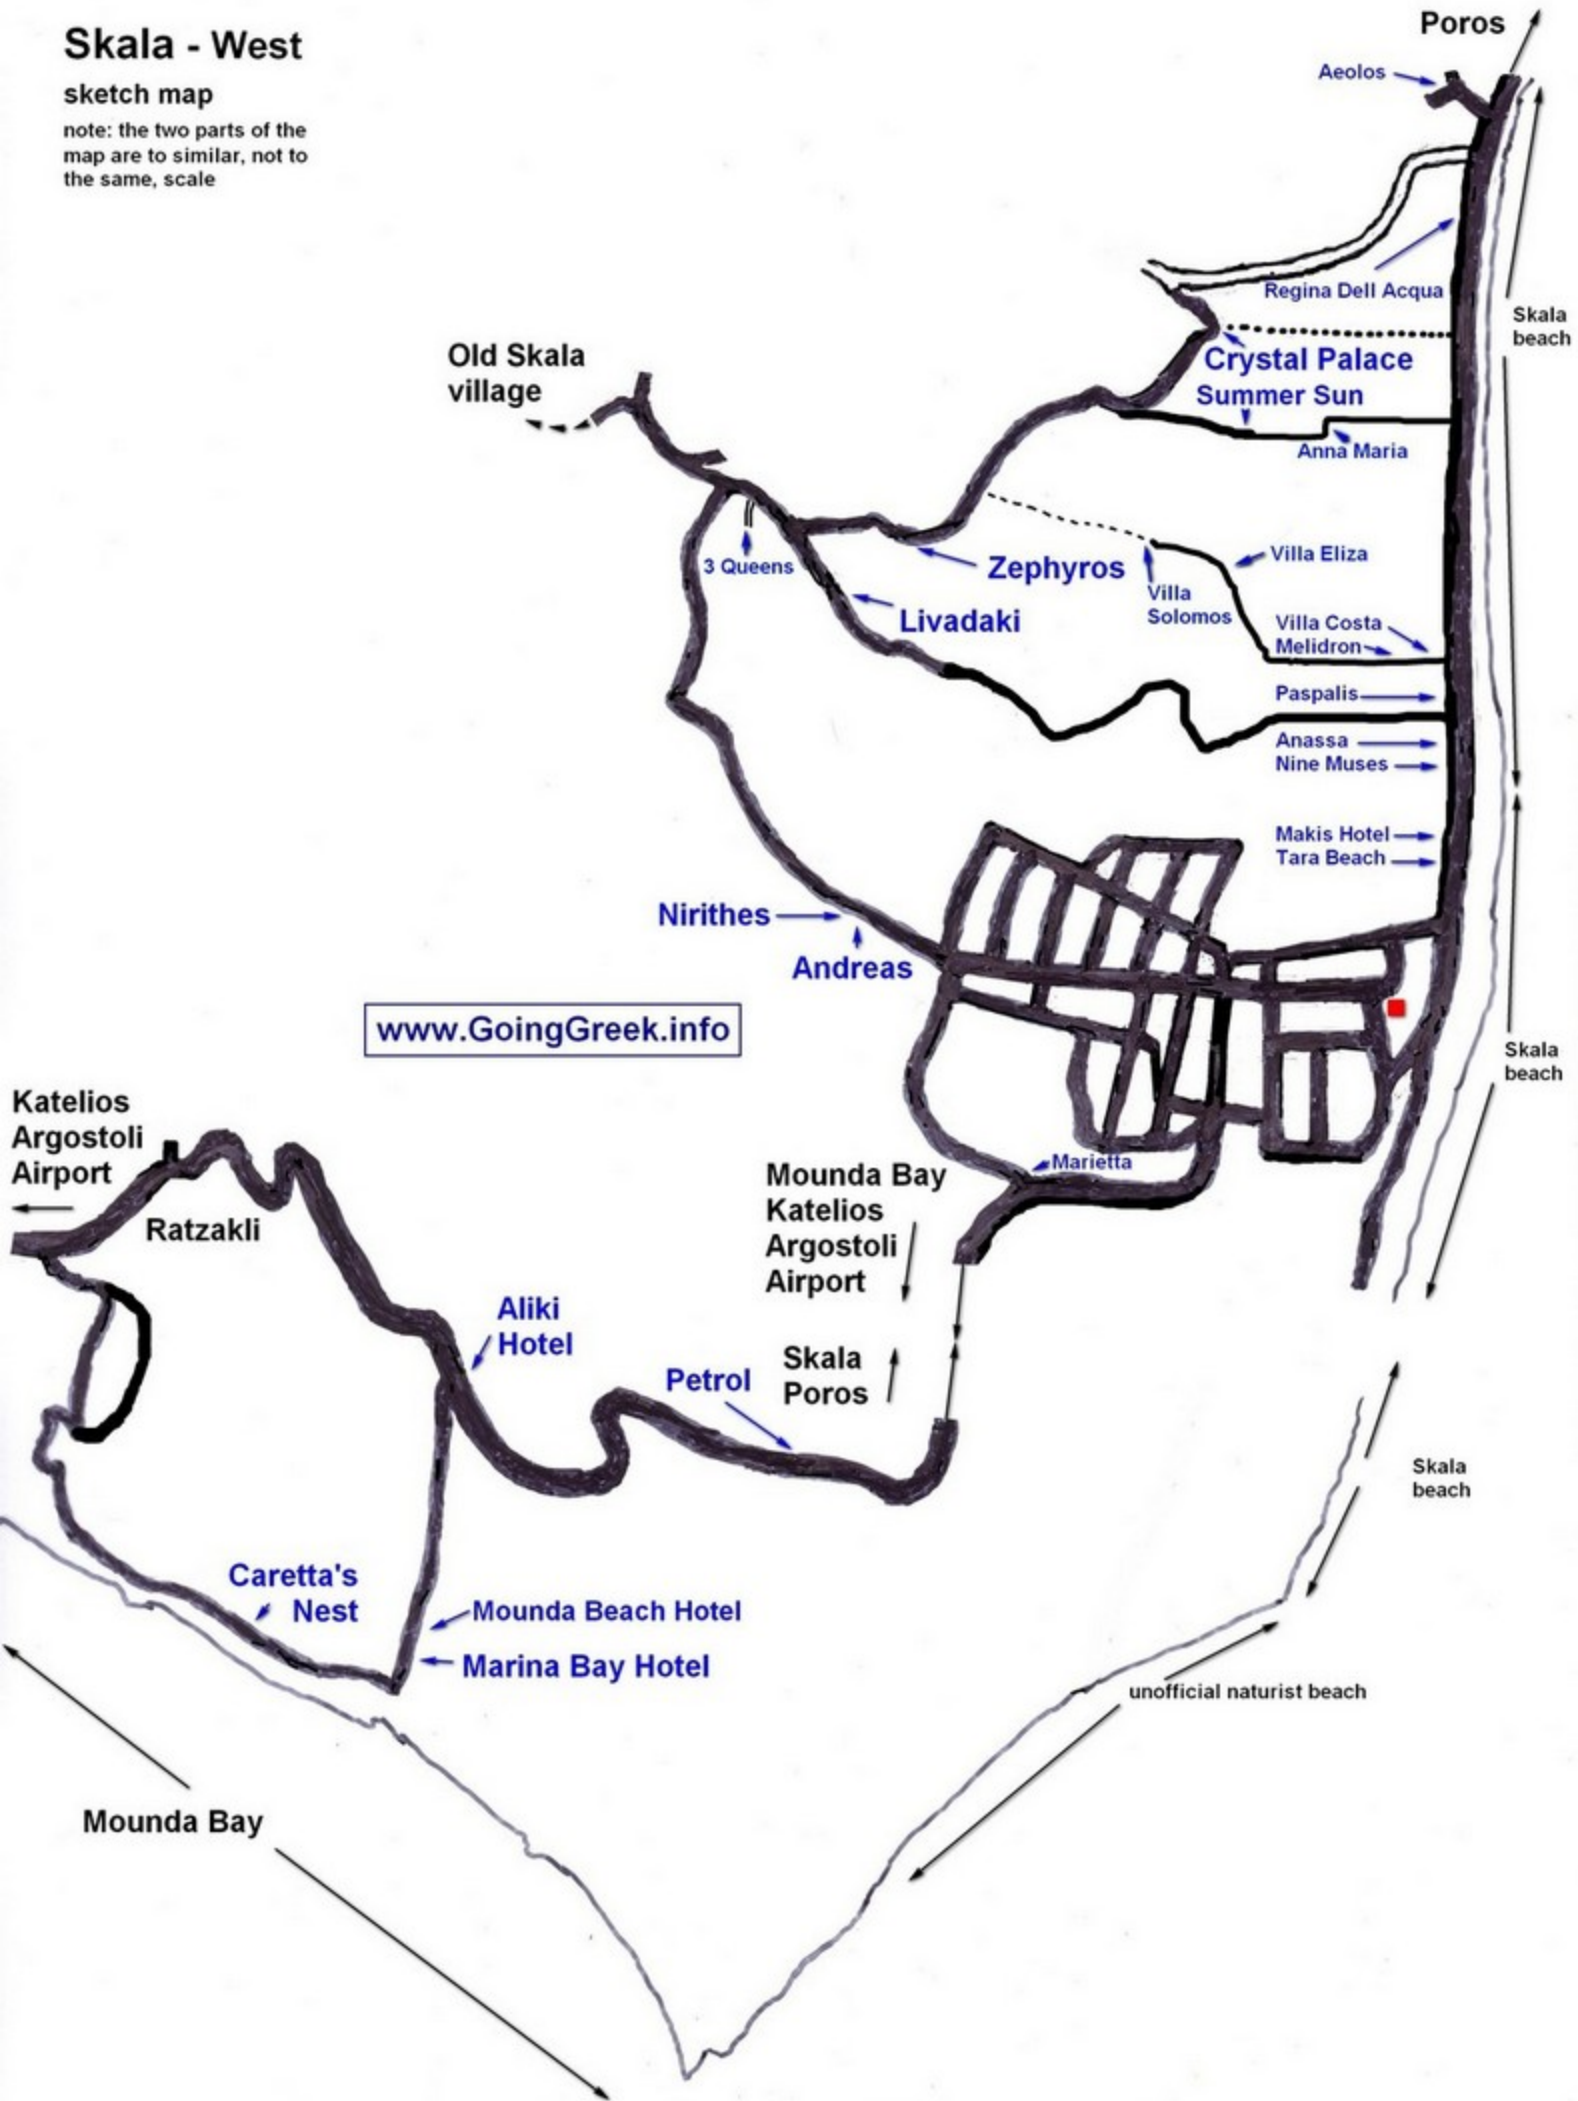 Skala - West
sketch map
note: the two parts of the
map are to similar, not to
the same, scale
Poros
Aeolos
Regina Dell Acqua
Skala
beach
Old Skala
village
Crystal Palace
Summer Sun
Anna Maria
3 Queens
Zephyros
Villa Eliza
Villa
Solomos
Livadaki
Villa Costa
Melidron
Paspalis
Anassa
Nine Muses
Makis Hotel
Tara Beach
Nirithes
Andreas
www.GoingGreek.info
Skala
beach
Katelios
Argostoli
Airport
Ratzakli
Marietta
Mounda Bay
Katelios
Argostoli
Airport
Aliki
Hotel
Skala
Poros
Petrol
Skala
beach
Caretta's
Nest
Mounda Beach Hotel
Marina Bay Hotel
unofficial naturist beach
Mounda Bay